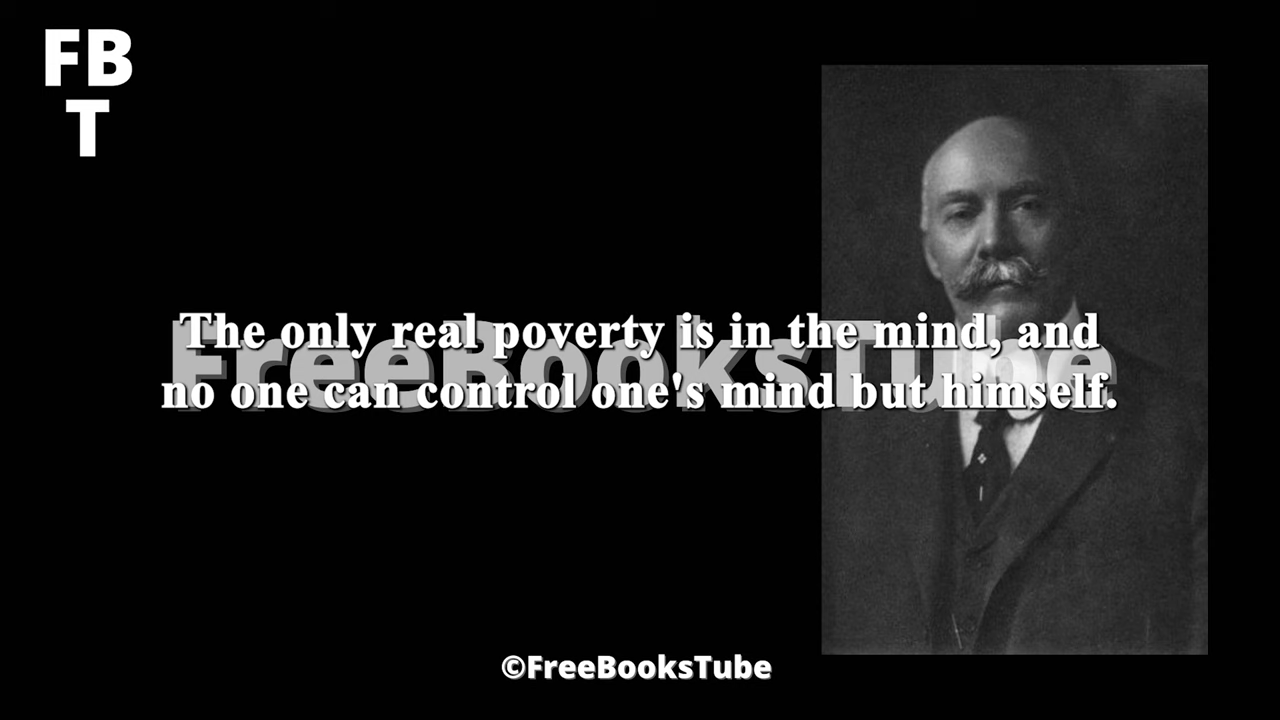 FB
T
The only real poverty is in the mind, and
no one can control one's mind but himself.
FreeBooksTube
©FreeBooksTube